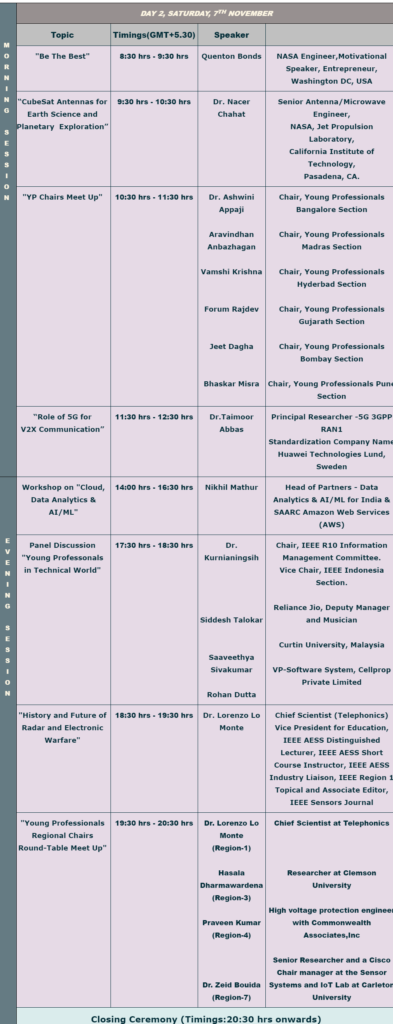 DAY 2, SATURDAY, 7TH NOVEMBER
Topic Timings(GMT+5.30) Speaker
MORNING SESSION
"Be The Best" 8:30 hrs - 9:30 hrs Quenton Bonds NASA Engineer,Motivational
Speaker, Entrepreneur,
Washington DC, USA
"CubeSat Antennas for 9:30 hrs - 10:30 hrs Dr. Nacer Senior Antenna/Microwave
Earth Science and Chahat Engineer,
Planetary Exploration" NASA, Jet Propulsion
Laboratory,
California Institute of
Technology,
Pasadena, CA.
"YP Chairs Meet Up" 10:30 hrs - 11:30 hrs Dr. Ashwini Chair, Young Professionals
Appaji Bangalore Section
Aravindhan Chair, Young Professionals
Anbazhagan Madras Section
Vamshi Krishna Chair, Young Professionals
Hyderbad Section
Forum Rajdev Chair, Young Professionals
Gujarath Section
Jeet Dagha Chair, Young Professionals
Bombay Section
Bhaskar Misra Chair, Young Professionals Pune
Section
"Role of 5G for 11:30 hrs - 12:30 hrs Dr.Taimoor Principal Researcher -5G 3GPP
V2X Communication" Abbas RAN1
Standardization Company Name
Huawei Technologies Lund,
Sweden
EVENING SESSION
Workshop on "Cloud, 14:00 hrs - 16:30 hrs Nikhil Mathur Head of Partners - Data
Data Analytics & Analytics & AI/ML for India &
AI/ML" SAARC Amazon Web Services
(AWS)
Panel Discussion 17:30 hrs - 18:30 hrs Dr. Chair, IEEE R10 Information
"Young Professonals Kurnianingsih Management Committee.
in Technical World" Vice Chair, IEEE Indonesia
Section.
Reliance Jio, Deputy Manager
Siddesh Talokar and Musician
Curtin University, Malaysia
Saaveethya
Sivakumar VP-Software System, Cellprop
Private Limited
Rohan Dutta
"History and Future of 18:30 hrs - 19:30 hrs Dr. Lorenzo Lo Chief Scientist (Telephonics)
Radar and Electronic Monte Vice President for Education,
Warfare" IEEE AESS Distinguished
Lecturer, IEEE AESS Short
Course Instructor, IEEE AESS
Industry Liaison, IEEE Region 1
Topical and Associate Editor,
IEEE Sensors Journal
"Young Professionals 19:30 hrs - 20:30 hrs Dr. Lorenzo Lo Chief Scientist at Telephonics
Regional Chairs Monte
Round-Table Meet Up" (Region-1)
Hasala Researcher at Clemson
Dharmawardena University
(Region-3)
High voltage protection engineer
Praveen Kumar with Commonwealth
(Region-4) Associates,Inc
Senior Researcher and a Cisco
Chair manager at the Sensor
Dr. Zeid Bouida Systems and IoT Lab at Carleton
(Region-7) University
Closing Ceremony (Timings:20:30 hrs onwards)